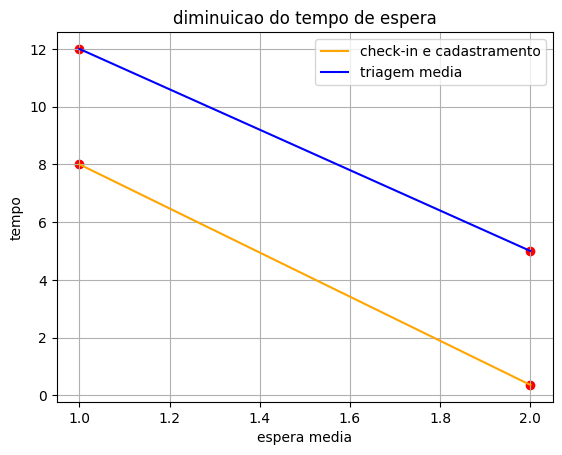 diminuicao do tempo de espera
check-in e cadastramento
triagem media
tempo
12
10
8
6
4
2
0
1.0 1.2 1.4 1.6 1.8 2.0
espera media